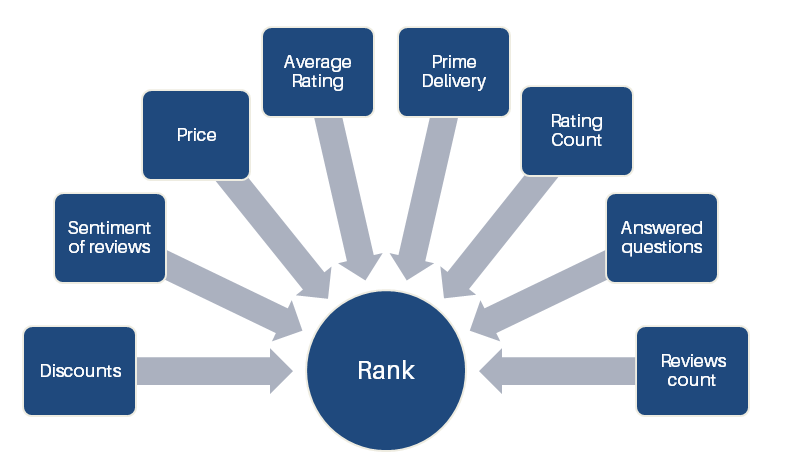 Average
Rating
Prime
Delivery
Price
Rating
Count
Sentiment
of reviews
Answered
questions
Discounts
Rank
Reviews
count